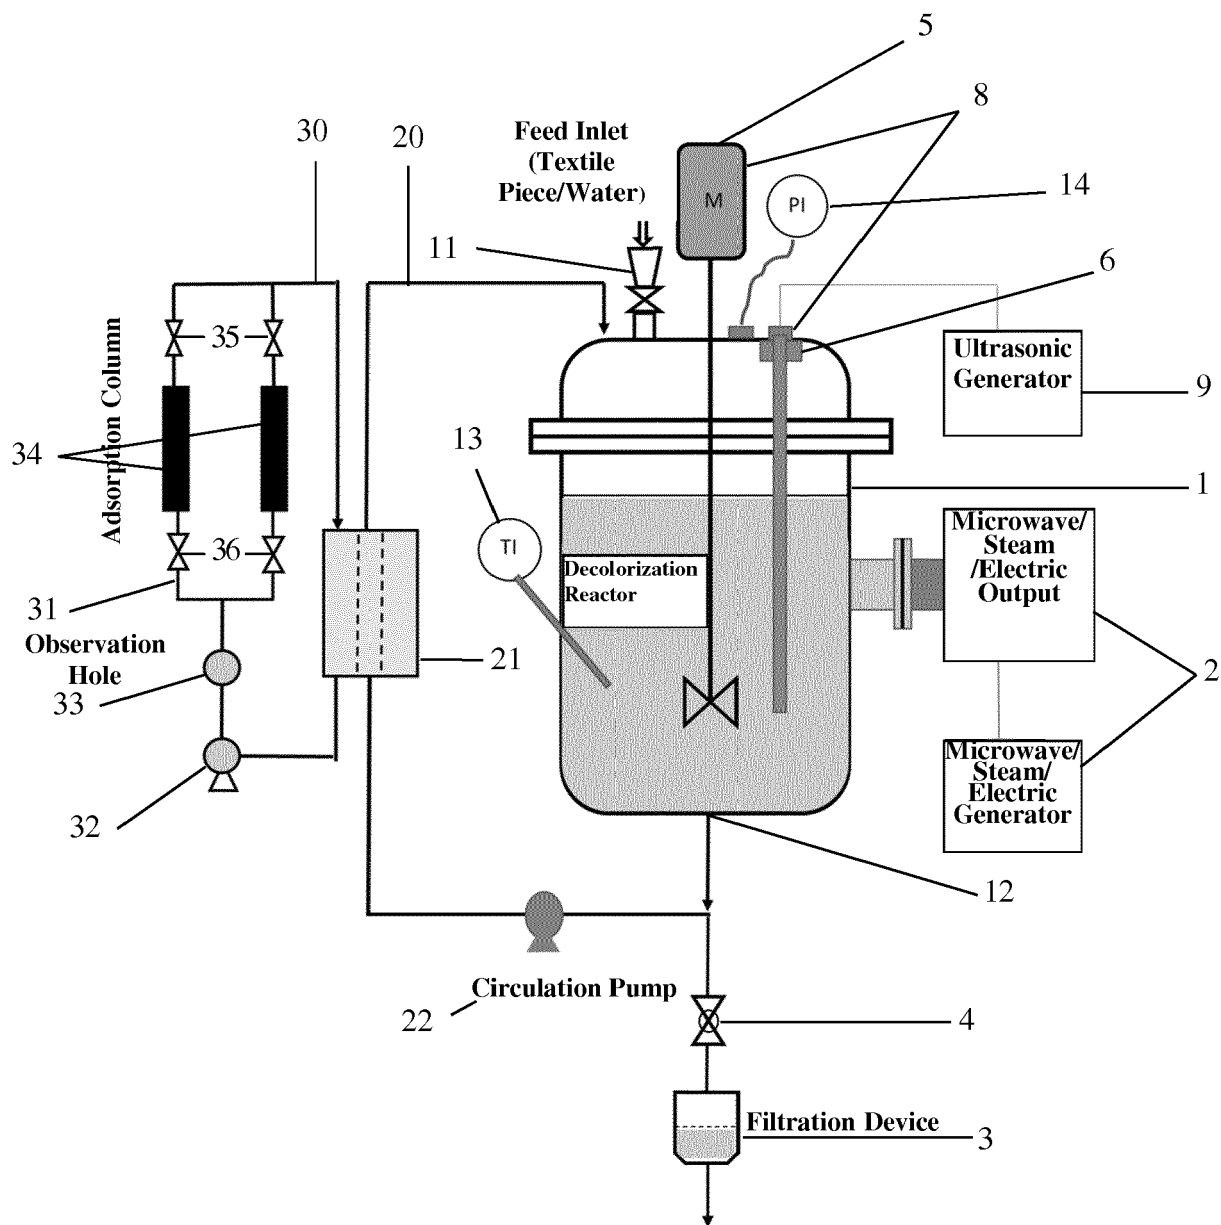 5
8
30
20
Feed Inlet
(Textile
Piece/Water)
M
PI
14
11
6
35
Ultrasonic
Generator
9
Adsorption Column
34
13
1
36
TI
Decolorization
Reactor
Microwave/
Steam
/Electric
Output
31
Observation
Hole
33
21
2
Microwave/
Steam/
Electric
Generator
32
12
Circulation Pump
22
4
Filtration Device
3